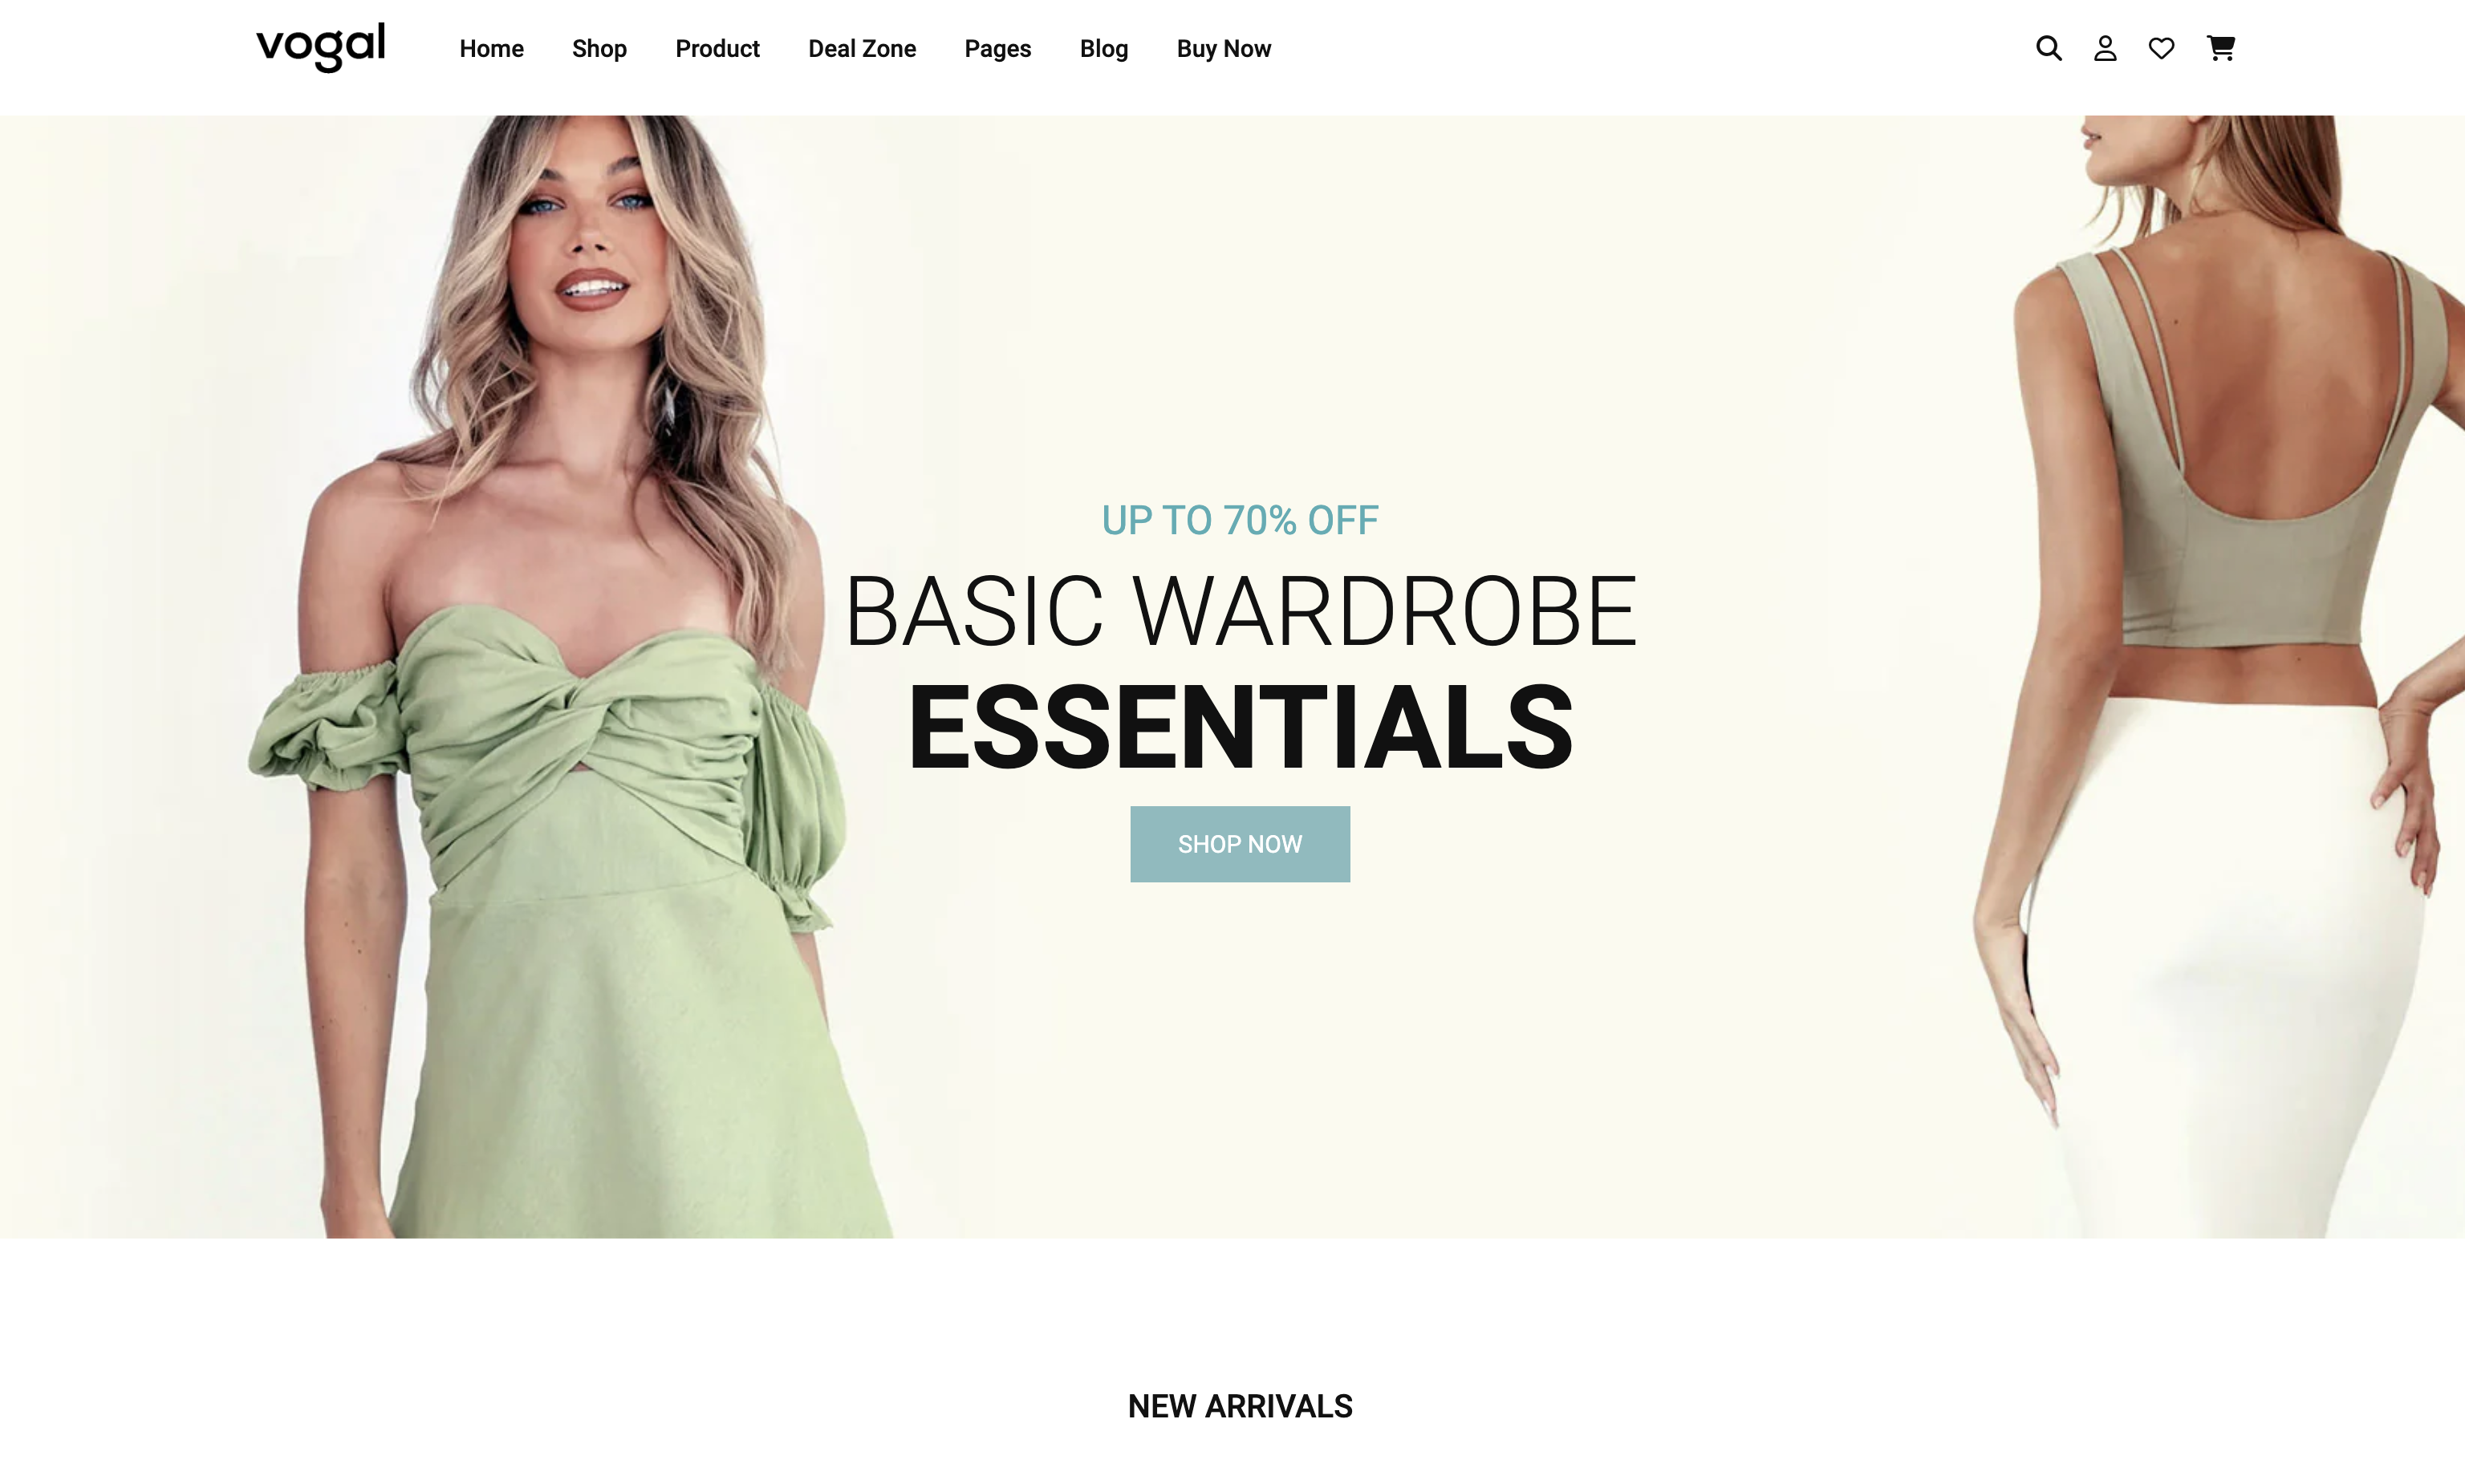 vogal
Home Shop Product Deal Zone Pages Blog Buy Now
UP TO 70% OFF
BASIC WARDROBE
ESSENTIALS
SHOP NOW
NEW ARRIVALS